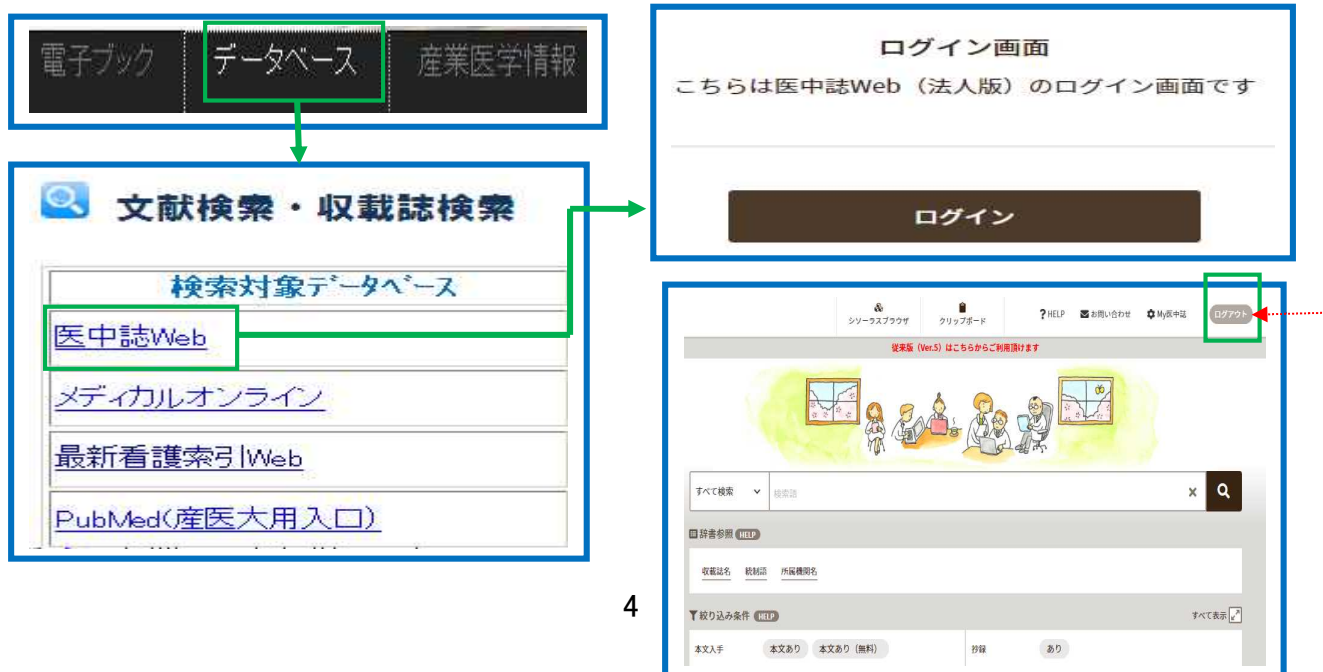 電子ブック データベース 産業医学情報
文献検索・収載誌検索
検索対象データベース
医中誌Web
メディカルオンライン
最新看護索引Web
PubMed(産医大用入口)
ログイン画面
こちらは医中誌Web（法人版）のログイン画面です
ログイン
シソーラスブラウザ クリップボード ?HELP お問い合わせ My医中誌 ログアウト
従来版（Ver.5）はこちらからご利用頂けます
すべて検索 検索語 X
辞書参照 HELP
収載誌名 統制語 所属機関名
絞り込み条件 HELP すべて表示
本文入手 本文あり 本文あり（無料） 抄録 あり
4